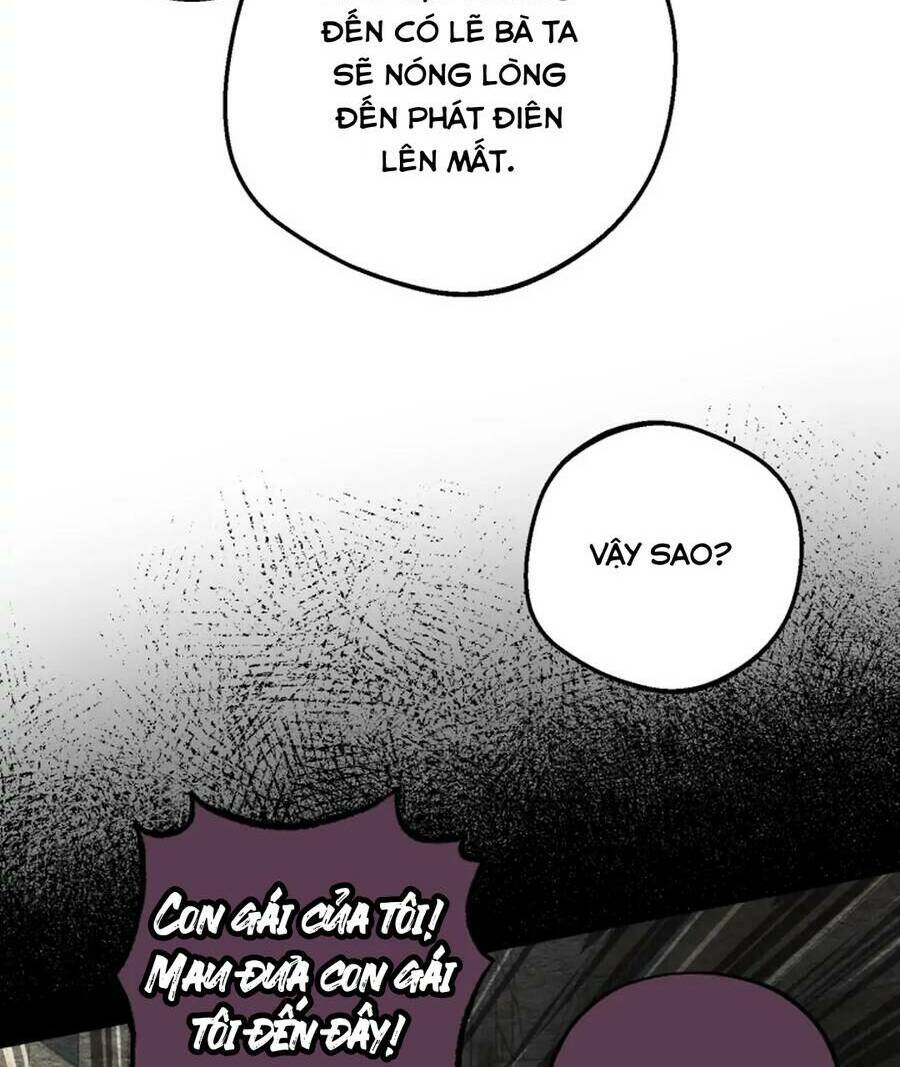 ĐẾN CÓ LẼ BÀ TA
SẼ NÓNG LÒNG
ĐẾN PHÁT ĐIÊN
LÊN MẤT.
VẬY SAO?
CON GÁI CỦA TÔI!
MAU ĐƯA CON GÁI
TÔI ĐẾN ĐÂY!